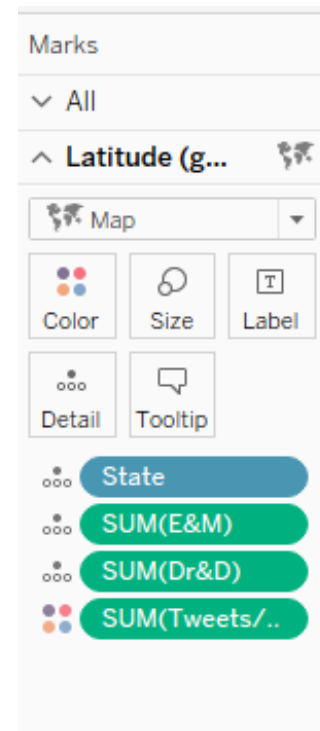 Marks
All
Latitude (g...
Map
Color Size Label
Detail Tooltip
State
SUM(E&M)
SUM(Dr&D)
SUM(Tweets/..